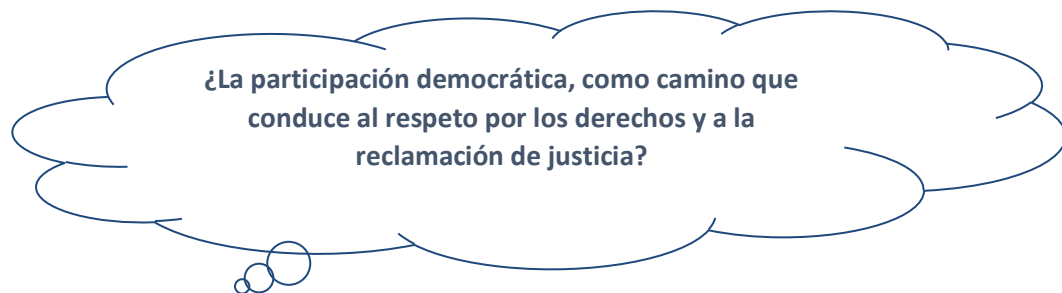 ¿La participación democrática, como camino que
conduce al respeto por los derechos y a la
reclamación de justicia?